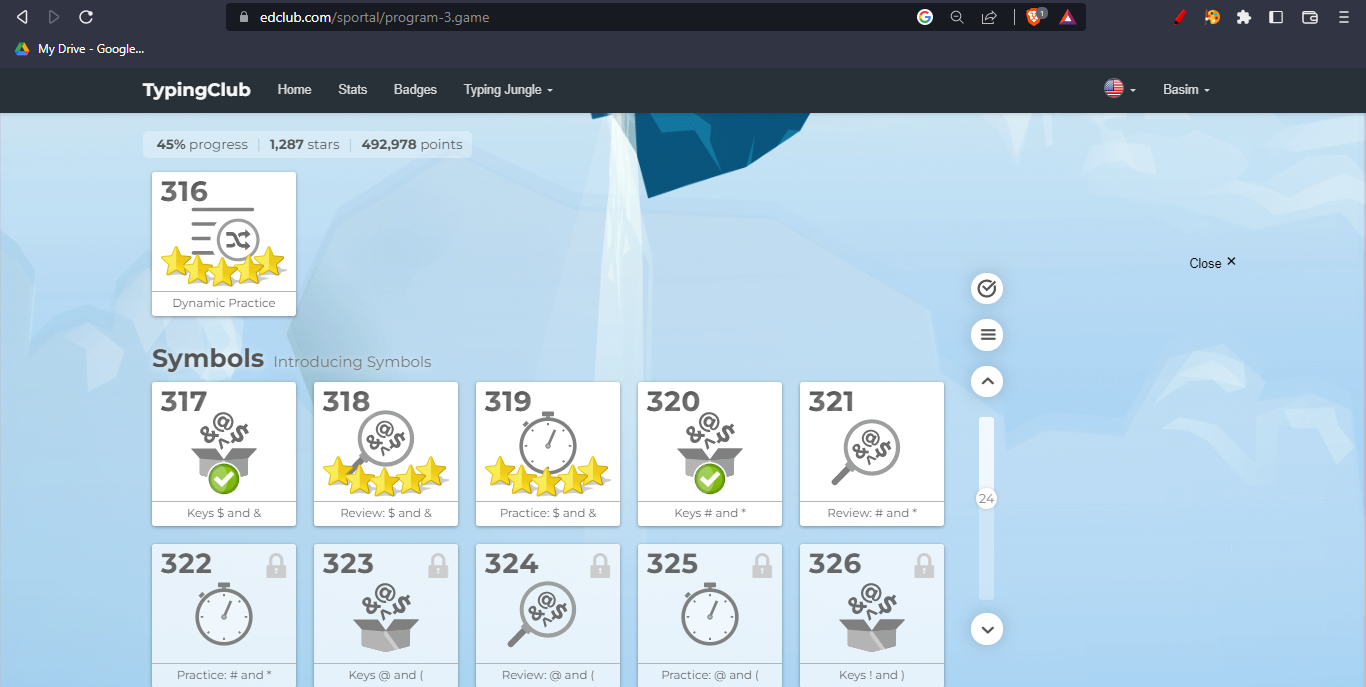 edclub.com/sportal/program-3.game
1
My Drive - Google...
TypingClub Home Stats Badges Typing Jungle Basim
45% progress | 1,287 stars | 492,978 points
316
Dynamic Practice
Close ✕
Symbols Introducing Symbols
317 318 319 320 321
Keys $ and & Review: $ and & Practice: $ and & Keys # and * Review: # and *
24
322 323 324 325 326
Practice: # and * Keys @ and ( Review: @ and ( Practice: @ and ( Keys ! and )